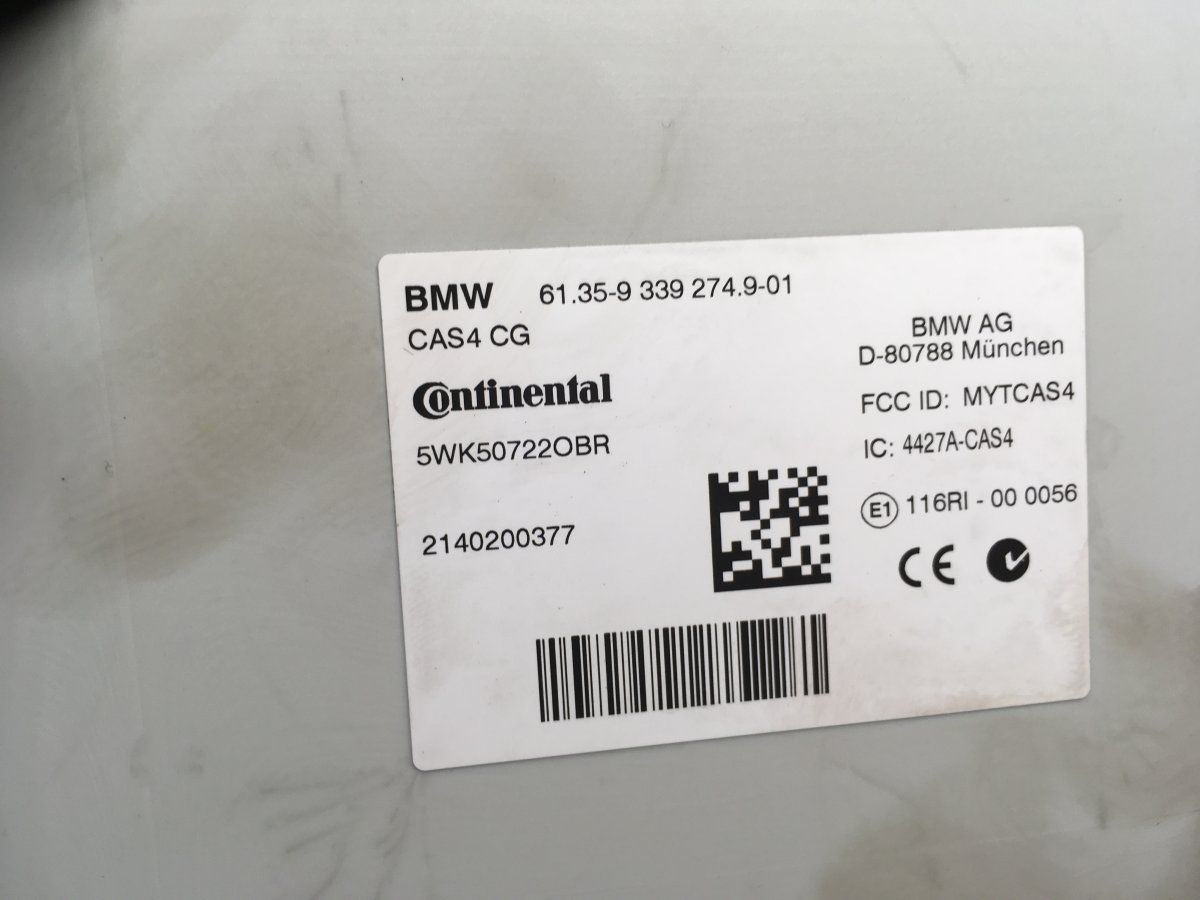 BMW 61.35-9 339 274.9-01
CAS4 CG
Continental
5WK50722OBR
2140200377
BMW AG
D-80788 München
FCC ID: MYTCAS4
IC: 4427A-CAS4
E1 116RI - 00 0056
CE